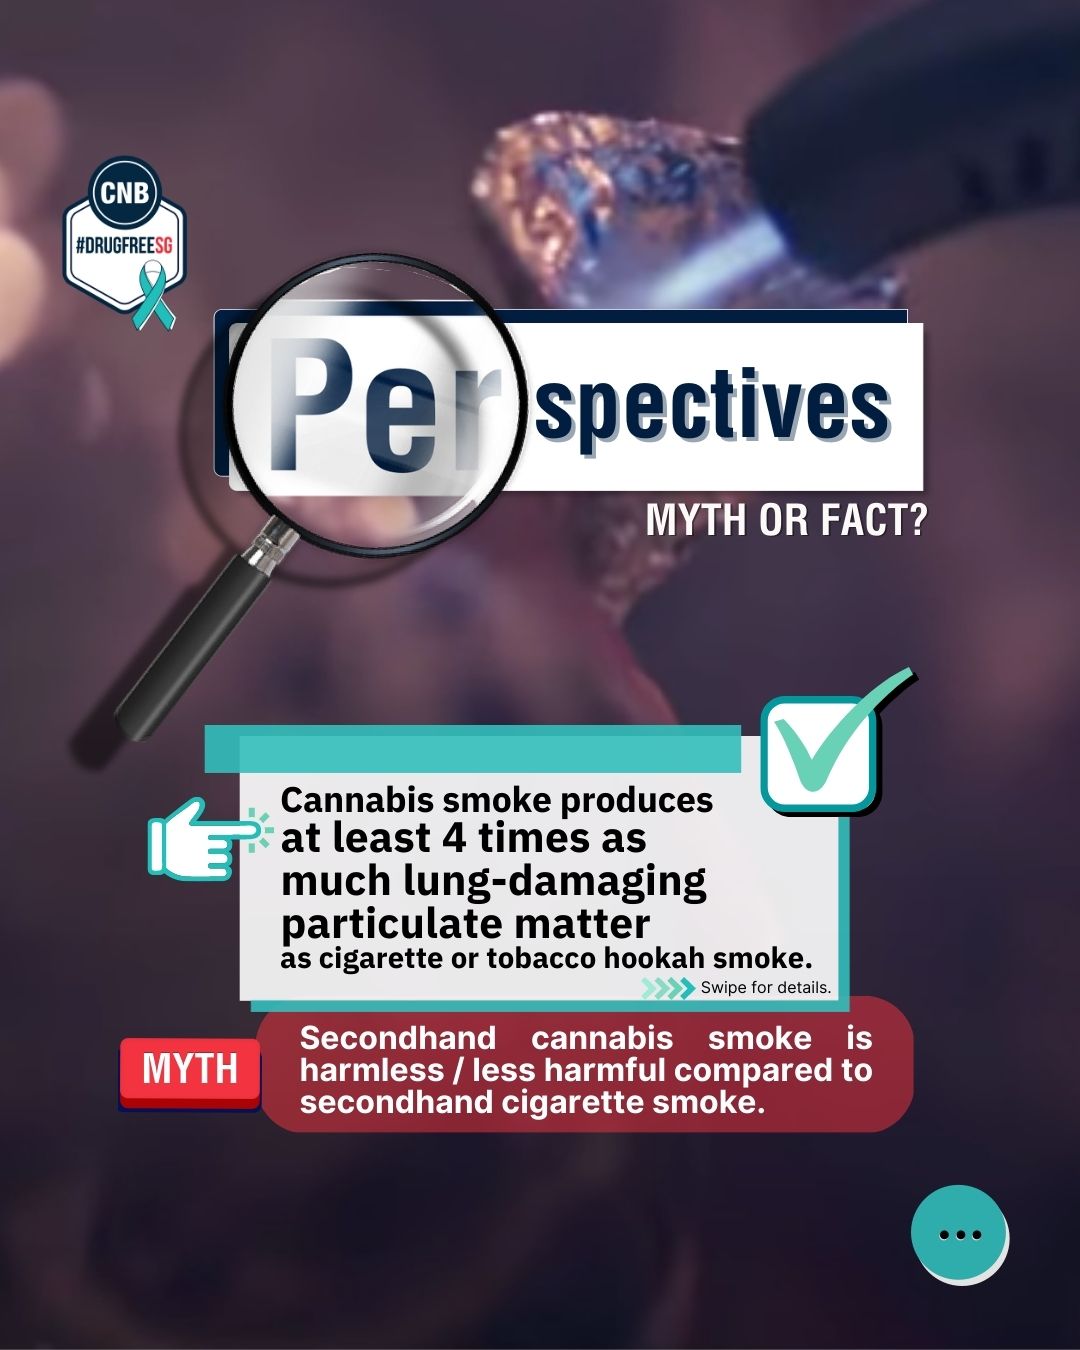 CNB
#DRUGFREESG
Perspectives
MYTH OR FACT?
Cannabis smoke produces
at least 4 times as
much lung-damaging
particulate matter
as cigarette or tobacco hookah smoke.
Swipe for details.
MYTH
Secondhand cannabis smoke is
harmless / less harmful compared to
secondhand cigarette smoke.